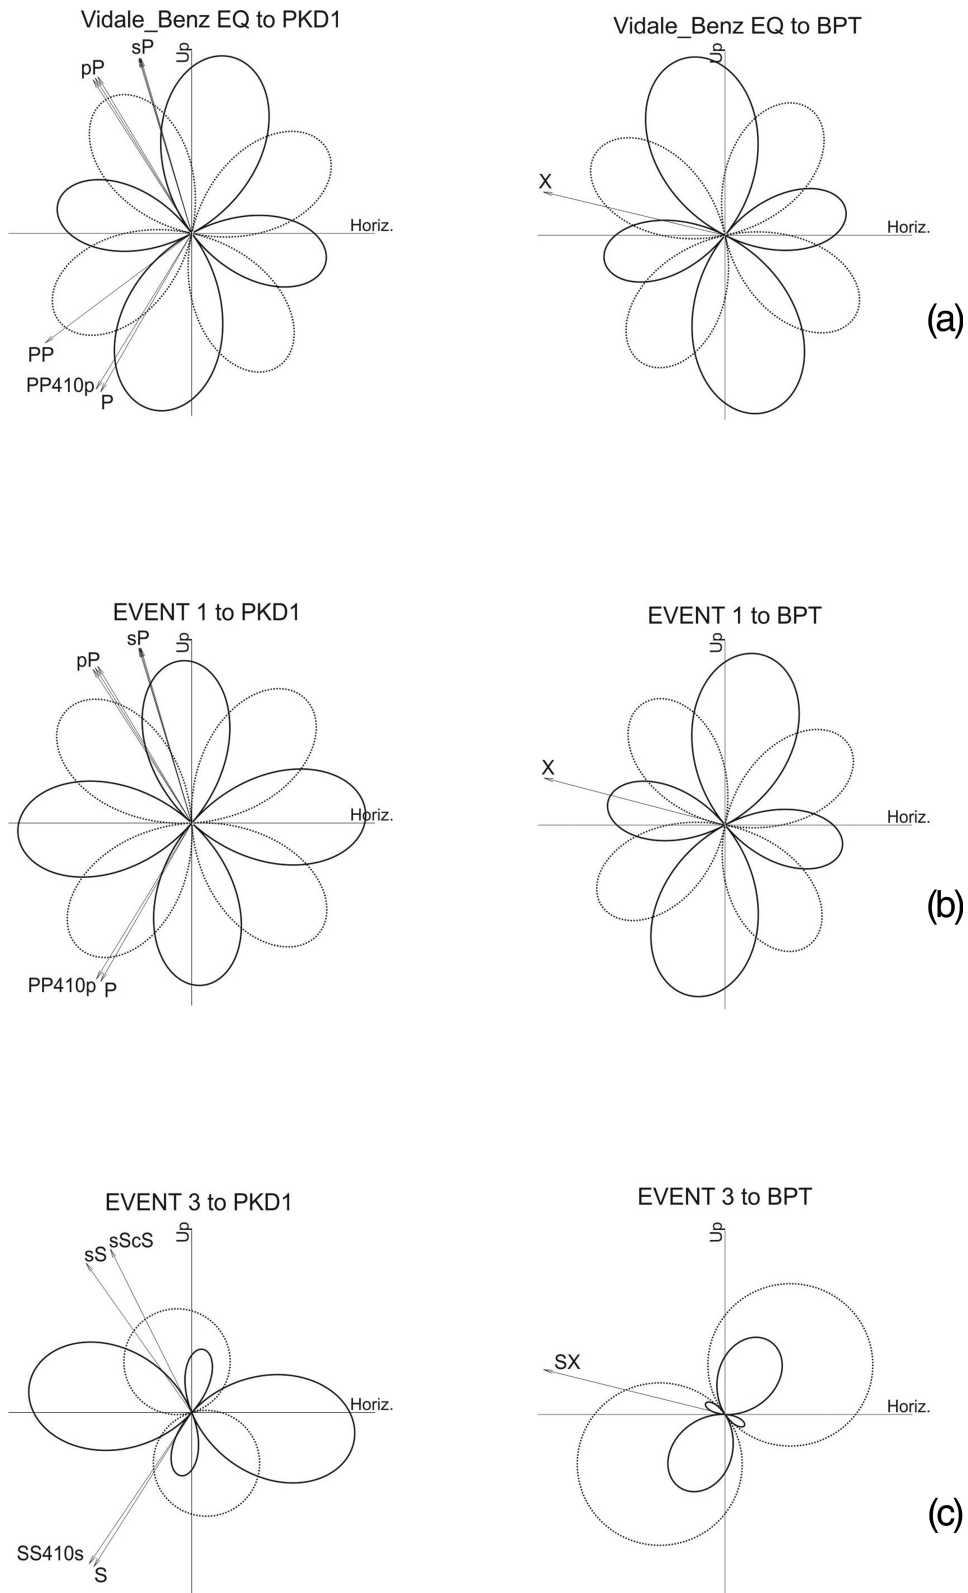 Vidale_Benz EQ to PKD1
Vidale_Benz EQ to BPT
sP
Up
Up
pP
X
Horiz.
Horiz.
(a)
PP
PP410p
P
EVENT 1 to PKD1
EVENT 1 to BPT
sP
Up
Up
pP
X
Horiz.
Horiz.
(b)
PP410p
P
EVENT 3 to PKD1
EVENT 3 to BPT
Up
Up
sScS
sS
SX
Horiz.
Horiz.
(c)
SS410s
S